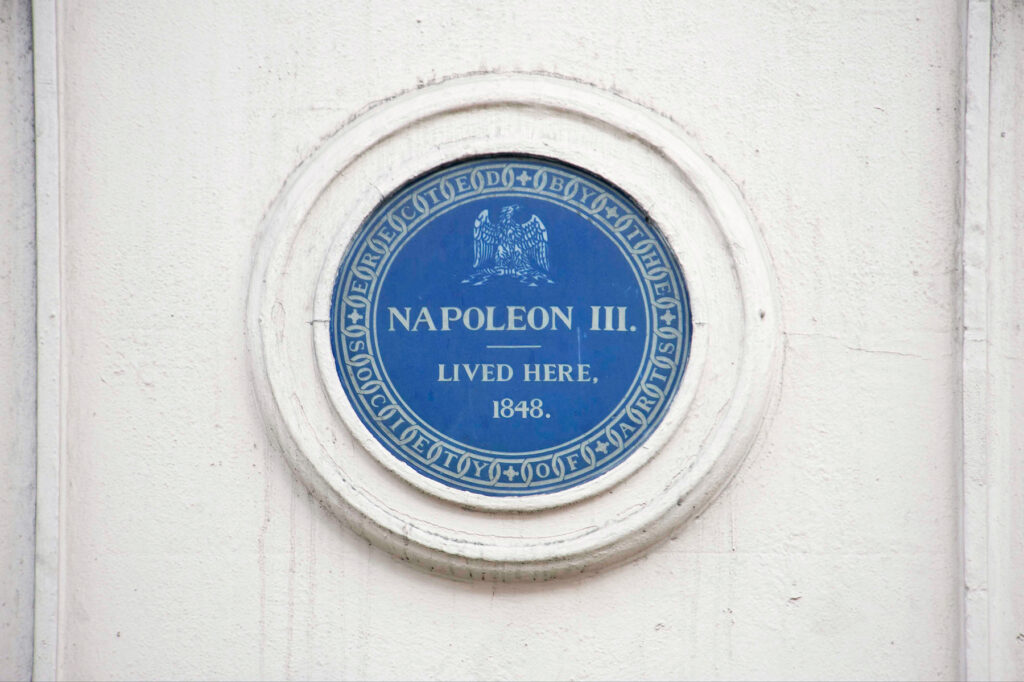 ERECTED BY THE
NAPOLEON III.
LIVED HERE,
1848.
SOCIETY OF ARTS